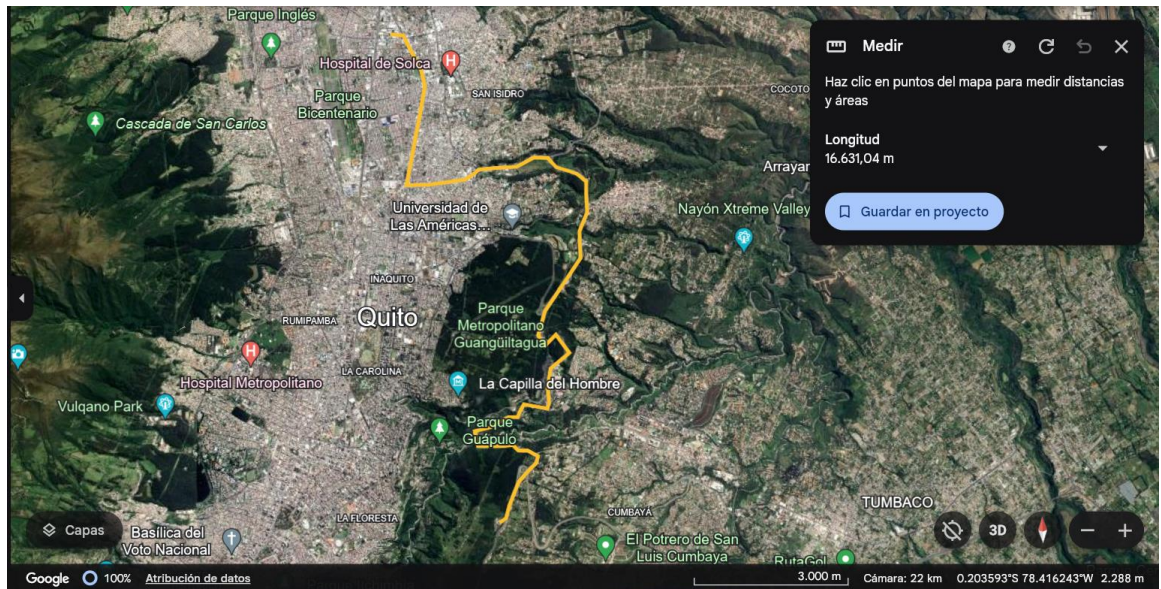 Parque Inglés
Hospital de Solca
SAN ISIDRO
Parque
Bicentenario
Cascada de San Carlos
COCOTO
Arrayar
Universidad de
Las Américas...
Nayón Xtreme Valley
IÑAQUITO
Parque
Metropolitano
Guangüiltagua
RUMIPAMBA
Quito
LA CAROLINA
Hospital Metropolitano
La Capilla del Hombre
Vulqano Park
Parque
Guápulo
LA FLORESTA
CUMBAYÁ
TUMBACO
Basílica del
Voto Nacional
El Potrero de San
Luis Cumbaya
RutaGol
Medir
Haz clic en puntos del mapa para medir distancias
y áreas
Longitud
16.631,04 m
Guardar en proyecto
Capas
3D
Google 100% Atribución de datos
3.000 m Cámara: 22 km 0.203593°S 78.416243°W 2.288 m